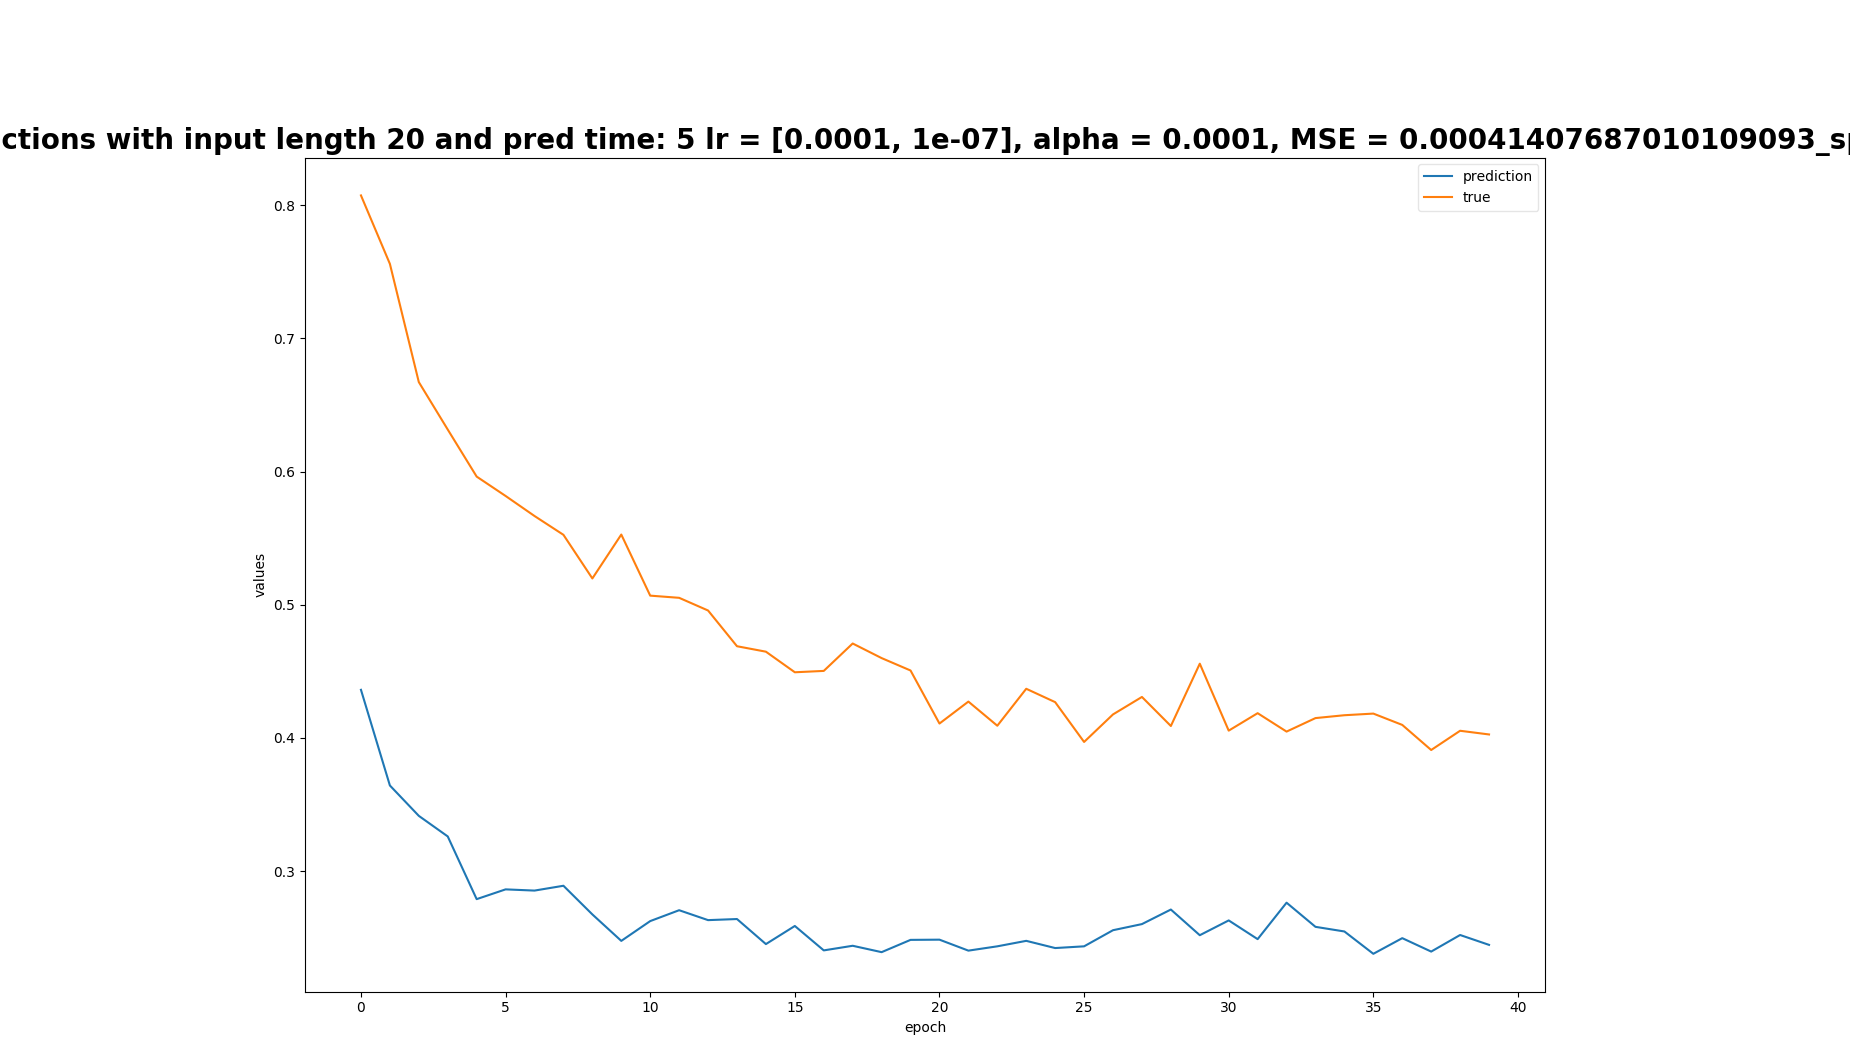 ctions with input length 20 and pred time: 5 lr = [0.0001, 1e-07], alpha = 0.0001, MSE = 0.00041407687010109093_sp
prediction
true
0.8
0.7
0.6
0.5
0.4
0.3
values
0 5 10 15 20 25 30 35 40
epoch